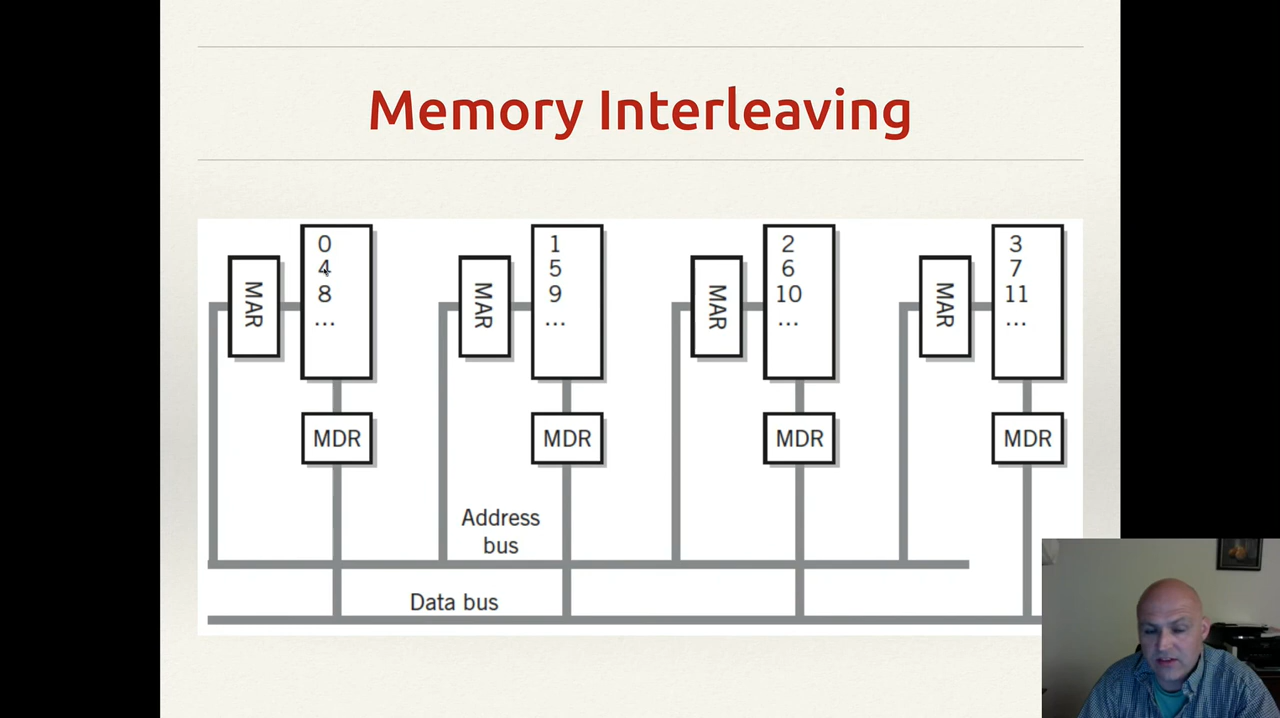 Memory Interleaving
MAR
0
4
8
...
MDR
MAR
1
5
9
...
MDR
MAR
2
6
10
...
MDR
MAR
3
7
11
...
MDR
Address
bus
Data bus